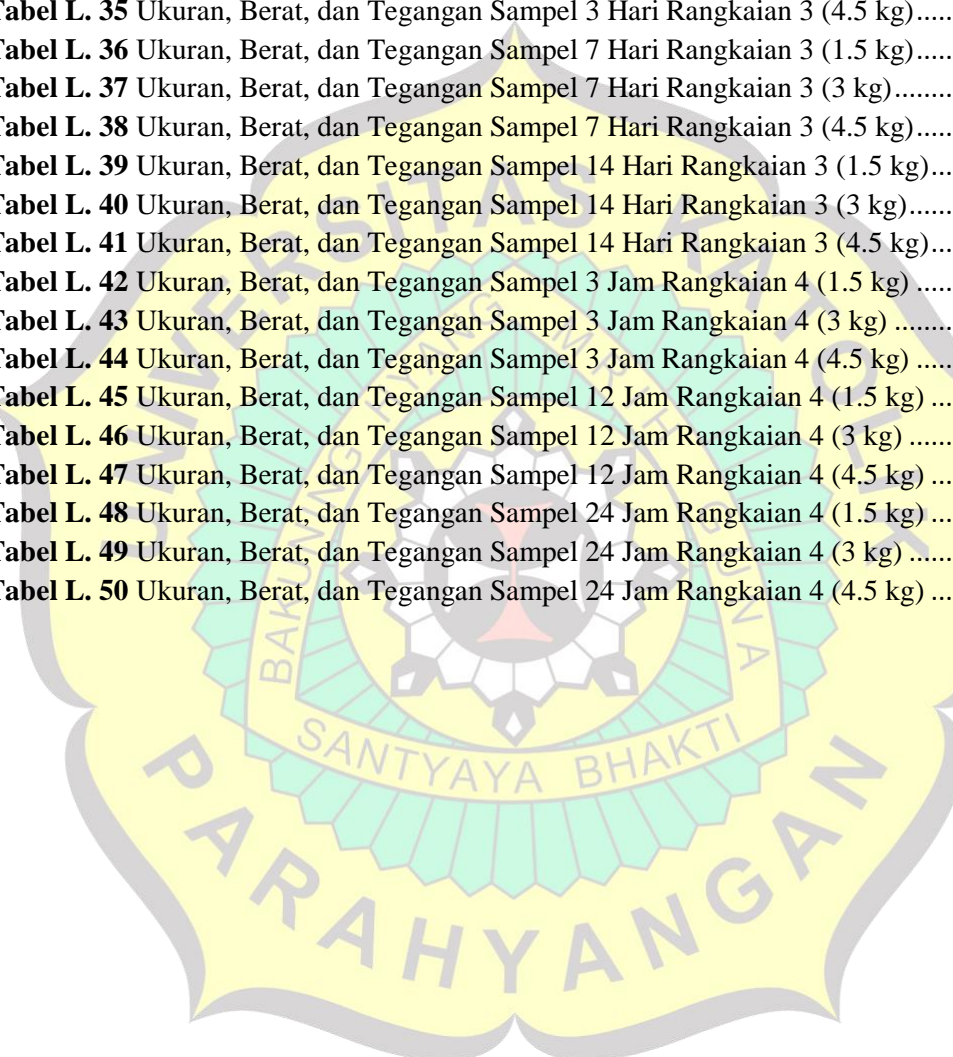 Tabel L. 35 Ukuran, Berat, dan Tegangan Sampel 3 Hari Rangkaian 3 (4.5 kg).....
Tabel L. 36 Ukuran, Berat, dan Tegangan Sampel 7 Hari Rangkaian 3 (1.5 kg).....
Tabel L. 37 Ukuran, Berat, dan Tegangan Sampel 7 Hari Rangkaian 3 (3 kg)........
Tabel L. 38 Ukuran, Berat, dan Tegangan Sampel 7 Hari Rangkaian 3 (4.5 kg).....
Tabel L. 39 Ukuran, Berat, dan Tegangan Sampel 14 Hari Rangkaian 3 (1.5 kg)...
Tabel L. 40 Ukuran, Berat, dan Tegangan Sampel 14 Hari Rangkaian 3 (3 kg)......
Tabel L. 41 Ukuran, Berat, dan Tegangan Sampel 14 Hari Rangkaian 3 (4.5 kg)...
Tabel L. 42 Ukuran, Berat, dan Tegangan Sampel 3 Jam Rangkaian 4 (1.5 kg) .....
Tabel L. 43 Ukuran, Berat, dan Tegangan Sampel 3 Jam Rangkaian 4 (3 kg) ........
Tabel L. 44 Ukuran, Berat, dan Tegangan Sampel 3 Jam Rangkaian 4 (4.5 kg) .....
Tabel L. 45 Ukuran, Berat, dan Tegangan Sampel 12 Jam Rangkaian 4 (1.5 kg) ...
Tabel L. 46 Ukuran, Berat, dan Tegangan Sampel 12 Jam Rangkaian 4 (3 kg) ......
Tabel L. 47 Ukuran, Berat, dan Tegangan Sampel 12 Jam Rangkaian 4 (4.5 kg) ...
Tabel L. 48 Ukuran, Berat, dan Tegangan Sampel 24 Jam Rangkaian 4 (1.5 kg) ...
Tabel L. 49 Ukuran, Berat, dan Tegangan Sampel 24 Jam Rangkaian 4 (3 kg) ......
Tabel L. 50 Ukuran, Berat, dan Tegangan Sampel 24 Jam Rangkaian 4 (4.5 kg) ...
UNIVERSITAS KATOLIK
PARAHYANGAN
BAKUNING HYANG MRIH GUNA
SANTYAYA BHAKTI